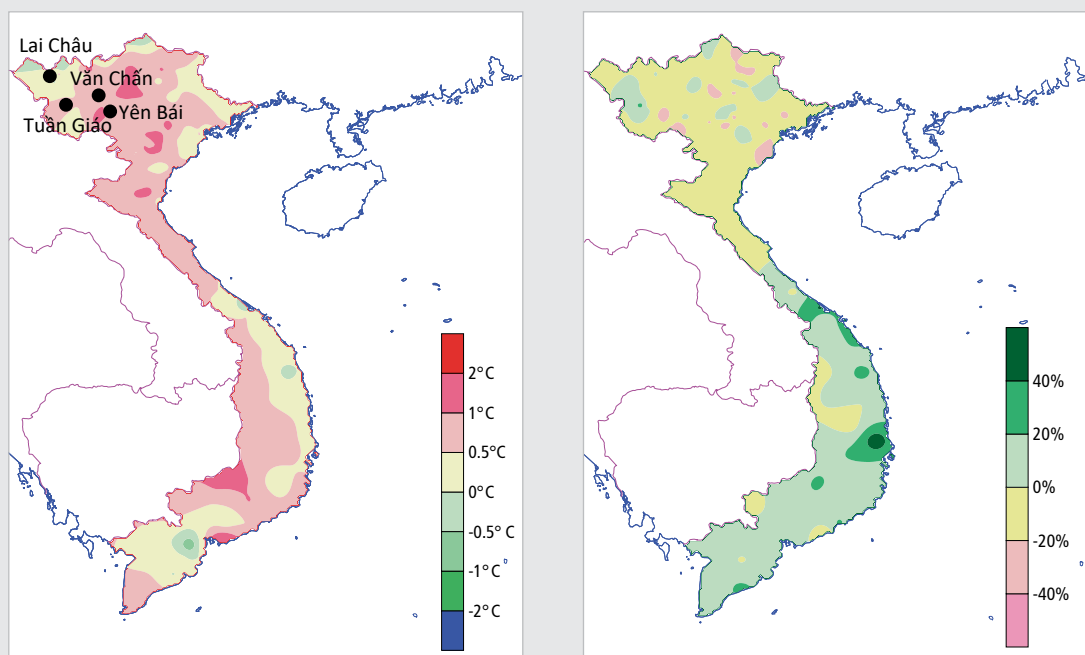 Lai Châu
Văn Chấn
Yên Bái
Tuần Giáo
2°C
1°C
0.5°C
0°C
-0.5° C
-1°C
-2°C
40%
20%
0%
-20%
-40%